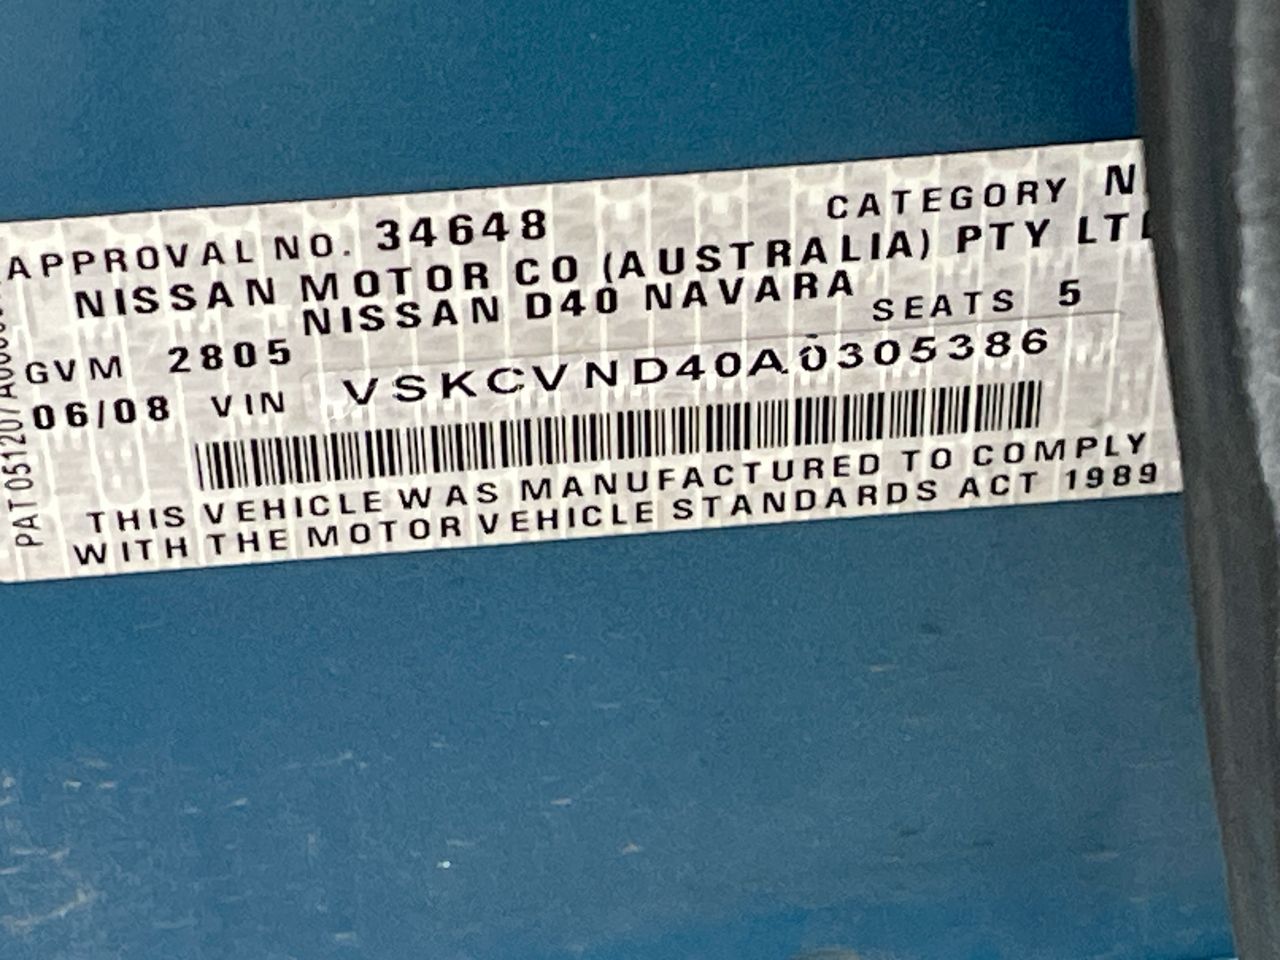 APPROVAL NO. 34648 CATEGORY N
NISSAN MOTOR CO (AUSTRALIA) PTY
NISSAN D40 NAVARA
GVM 2805 SEATS 5
06/08 VIN VSKCVND40A0305386
THIS VEHICLE WAS MANUFACTURED TO COMPLY
WITH THE MOTOR VEHICLE STANDARDS ACT 1989